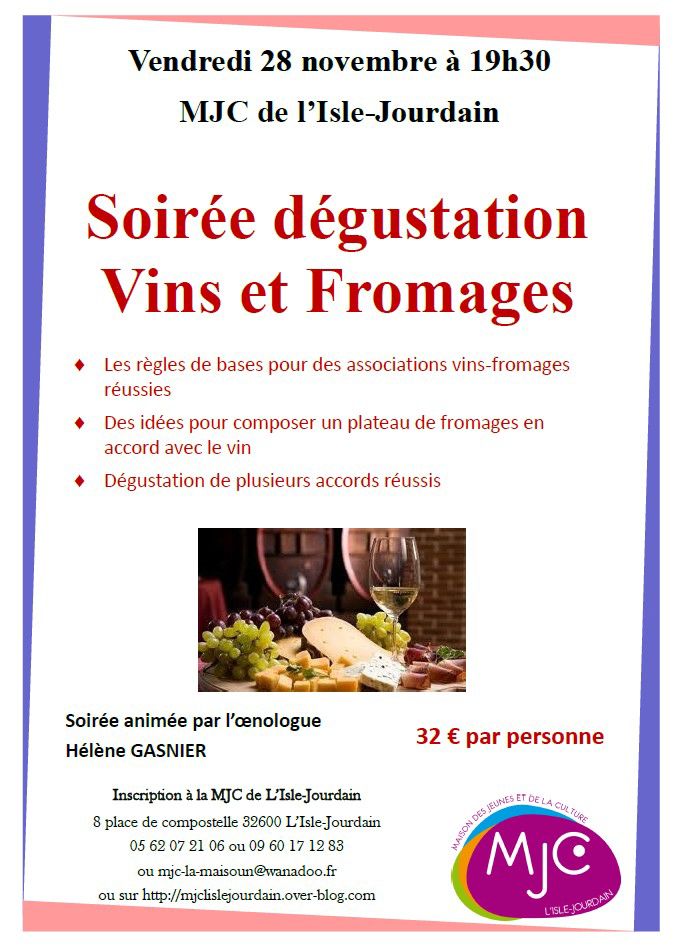 Vendredi 28 novembre à 19h30
MJC de l’Isle-Jourdain
Soirée dégustation
Vins et Fromages
♦ Les règles de bases pour des associations vins-fromages
réussies
♦ Des idées pour composer un plateau de fromages en
accord avec le vin
♦ Dégustation de plusieurs accords réussis
Soirée animée par l’œnologue
Hélène GASNIER
32 € par personne
Inscription à la MJC de L’Isle-Jourdain
8 place de compostelle 32600 L’Isle-Jourdain
05 62 07 21 06 ou 09 60 17 12 83
ou mjc-la-maisoun@wanadoo.fr
ou sur http://mjclislejourdain.over-blog.com
MAISON DES JEUNES ET DE LA CULTURE
MJC
L'ISLE-JOURDAIN